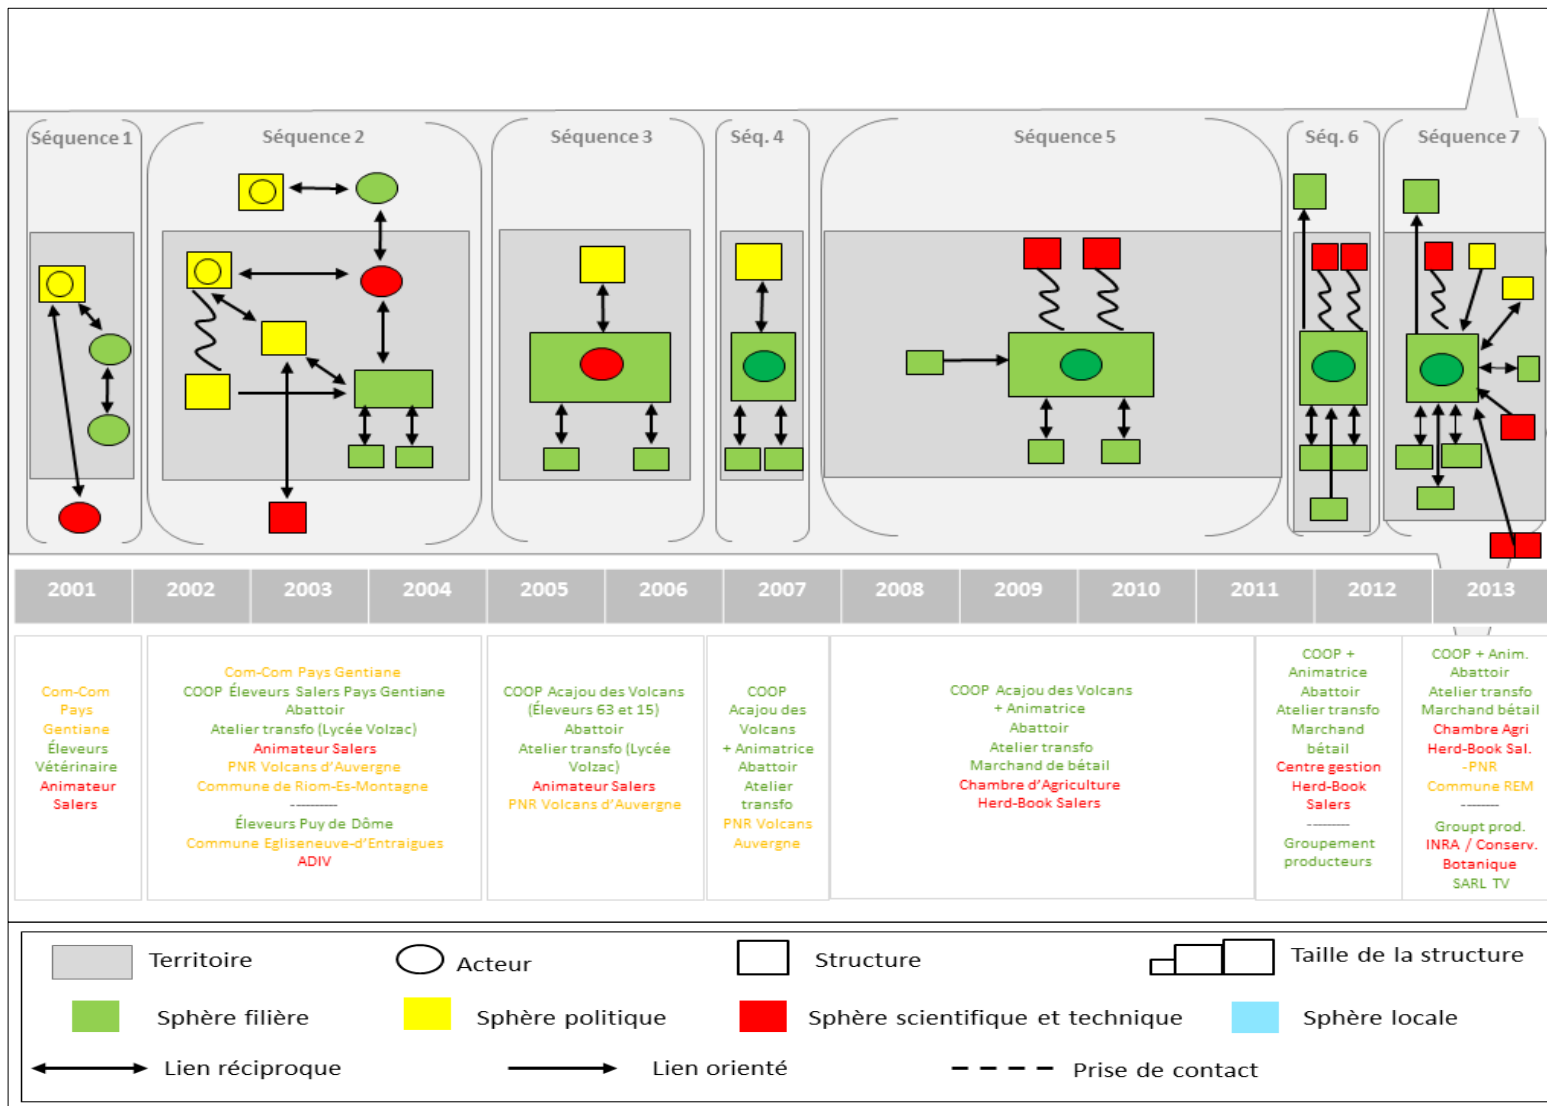 Séquence 1
Séquence 2
Séquence 3
Séq. 4
Séquence 5
Séq. 6
Séquence 7
2001
2002
2003
2004
2005
2006
2007
2008
2009
2010
2011
2012
2013
Com-Com
Pays
Gentiane
Éleveurs
Vétérinaire
Animateur
Salers
Com-Com Pays Gentiane
COOP Éleveurs Salers Pays Gentiane
Abattoir
Atelier transfo (Lycée Volzac)
Animateur Salers
PNR Volcans d'Auvergne
Commune de Riom-Es-Montagne
----------
Éleveurs Puy de Dôme
Commune Egliseneuve-d'Entraigues
ADIV
COOP Acajou des Volcans
(Éleveurs 63 et 15)
Abattoir
Atelier transfo (Lycée
Volzac)
Animateur Salers
PNR Volcans d'Auvergne
COOP
Acajou des
Volcans
+ Animatrice
Abattoir
Atelier
transfo
PNR Volcans
Auvergne
COOP Acajou des Volcans
+ Animatrice
Abattoir
Atelier transfo
Marchand de bétail
Chambre d'Agriculture
Herd-Book Salers
COOP +
Animatrice
Abattoir
Atelier transfo
Marchand
bétail
Centre gestion
Herd-Book
Salers
----------
Groupement
producteurs
COOP + Anim.
Abattoir
Atelier transfo
Marchand bétail
Chambre Agri
Herd-Book Sal.
-PNR
Commune REM
--------
Groupt prod.
INRA / Conserv.
Botanique
SARL TV
Territoire
Acteur
Structure
Taille de la structure
Sphère filière
Sphère politique
Sphère scientifique et technique
Sphère locale
Lien réciproque
Lien orienté
Prise de contact